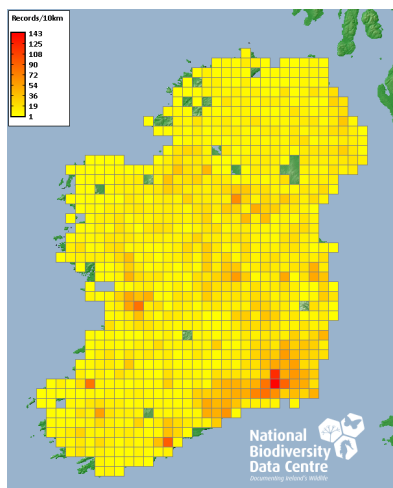 Records/10km
143
125
108
90
72
54
36
19
1
National
Biodiversity
Data Centre
Documenting Ireland's Wildlife